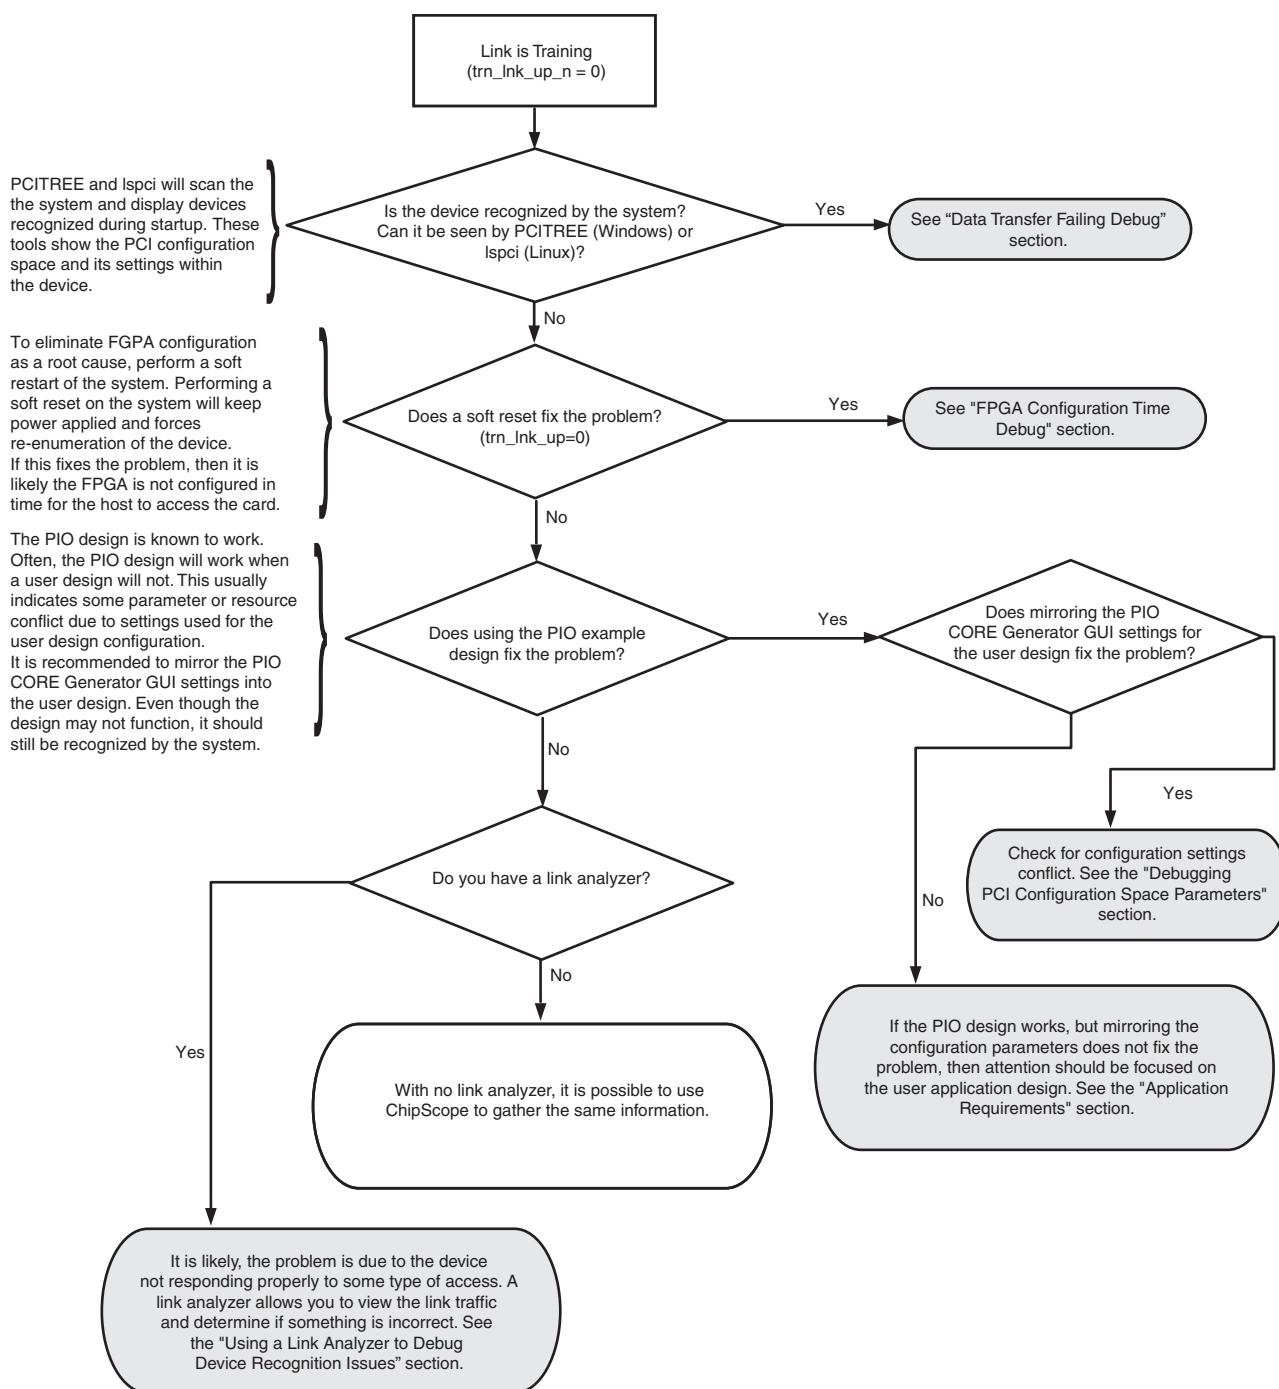 Link is Training
(trn_lnk_up_n = 0)
PCITREE and lspci will scan the
the system and display devices
recognized during startup. These
tools show the PCI configuration
space and its settings within
the device.
Is the device recognized by the system?
Can it be seen by PCITREE (Windows) or
lspci (Linux)?
Yes
See “Data Transfer Failing Debug”
section.
No
To eliminate FGPA configuration
as a root cause, perform a soft
restart of the system. Performing a
soft reset on the system will keep
power applied and forces
re-enumeration of the device.
If this fixes the problem, then it is
likely the FPGA is not configured in
time for the host to access the card.
Does a soft reset fix the problem?
(trn_lnk_up=0)
Yes
See "FPGA Configuration Time
Debug" section.
No
The PIO design is known to work.
Often, the PIO design will work when
a user design will not. This usually
indicates some parameter or resource
conflict due to settings used for the
user design configuration.
It is recommended to mirror the PIO
CORE Generator GUI settings into
the user design. Even though the
design may not function, it should
still be recognized by the system.
Does using the PIO example
design fix the problem?
Yes
Does mirroring the PIO
CORE Generator GUI settings for
the user design fix the problem?
No
Yes
Check for configuration settings
conflict. See the "Debugging
PCI Configuration Space Parameters"
section.
Do you have a link analyzer?
No
No
If the PIO design works, but mirroring the
configuration parameters does not fix the
problem, then attention should be focused on
the user application design. See the "Application
Requirements" section.
Yes
With no link analyzer, it is possible to use
ChipScope to gather the same information.
It is likely, the problem is due to the device
not responding properly to some type of access. A
link analyzer allows you to view the link traffic
and determine if something is incorrect. See
the "Using a Link Analyzer to Debug
Device Recognition Issues” section.